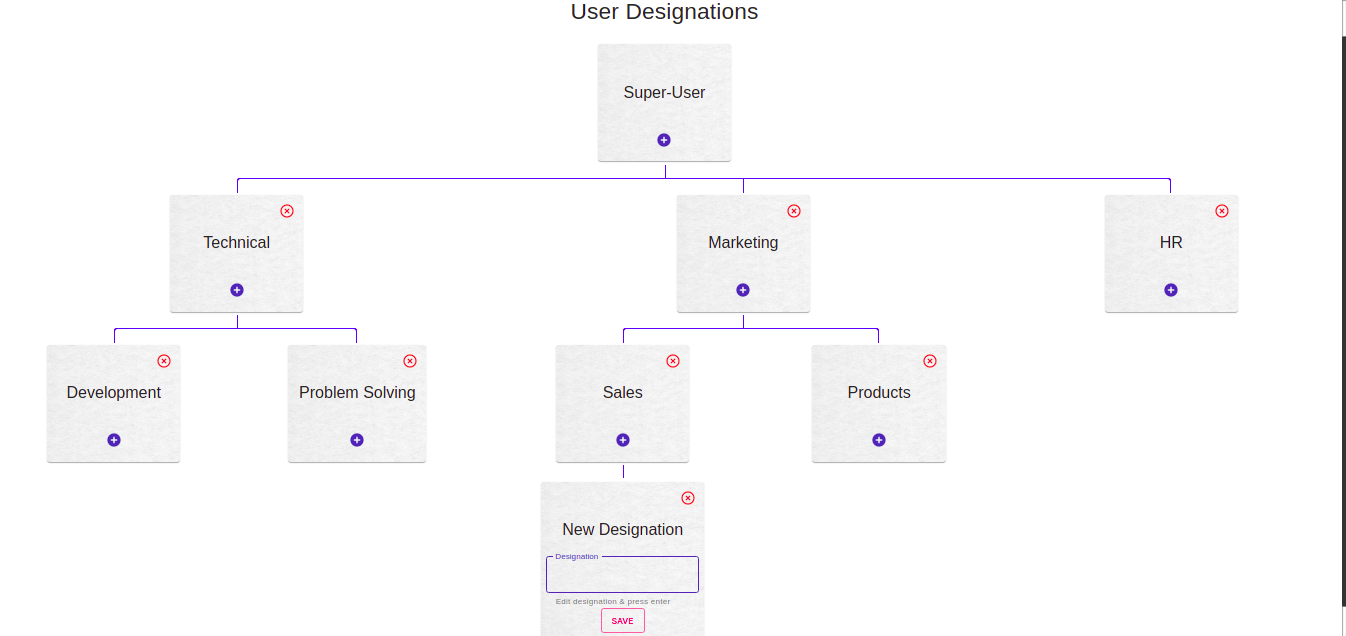 User Designations
Super-User
Technical
Marketing
HR
Development
Problem Solving
Sales
Products
New Designation
Designation
Edit designation & press enter
SAVE